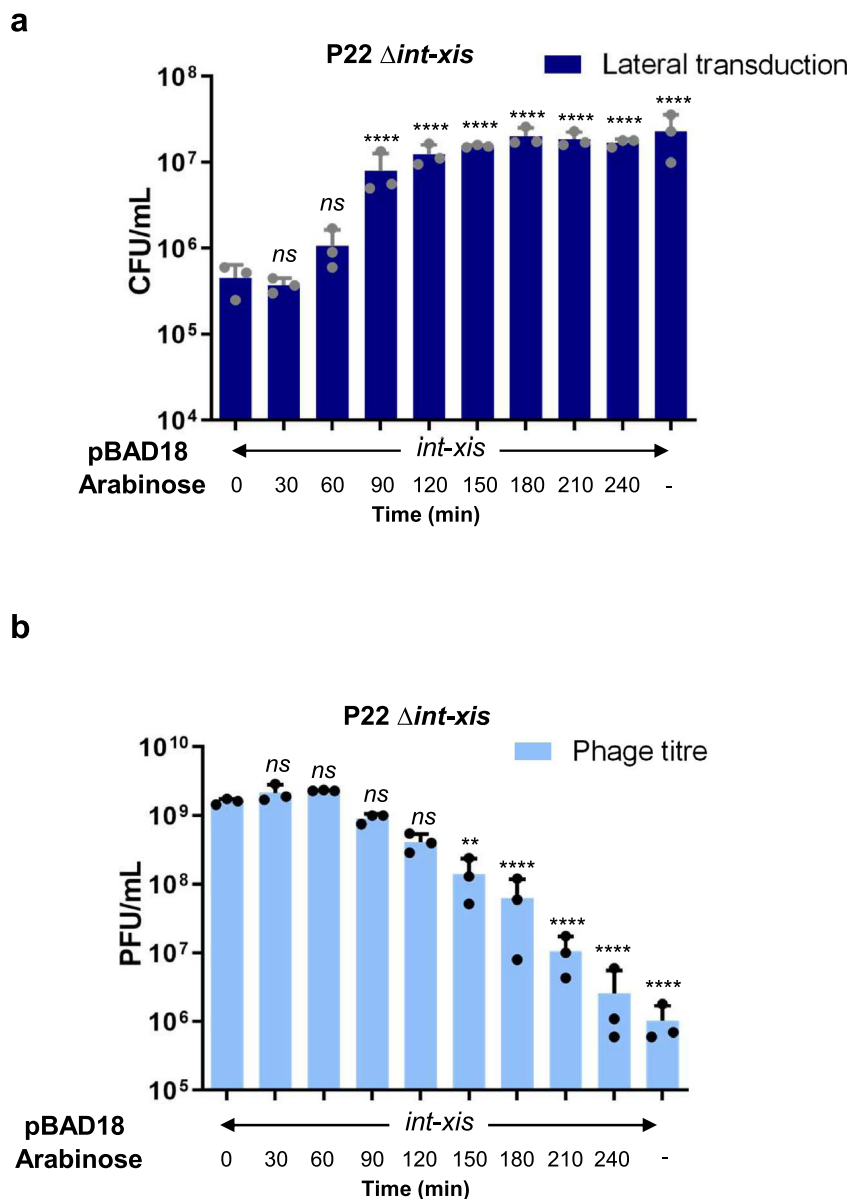 a
P22 Δint-xis
Lateral transduction
10⁸
10⁷
10⁶
10⁵
10⁴
CFU/mL
ns
ns
****
****
****
****
****
****
****
pBAD18
int-xis
Arabinose 0 30 60 90 120 150 180 210 240 -
Time (min)
b
P22 Δint-xis
Phage titre
10¹⁰
10⁹
10⁸
10⁷
10⁶
10⁵
PFU/mL
ns
ns
ns
ns
**
****
****
****
****
pBAD18
int-xis
Arabinose 0 30 60 90 120 150 180 210 240 -
Time (min)